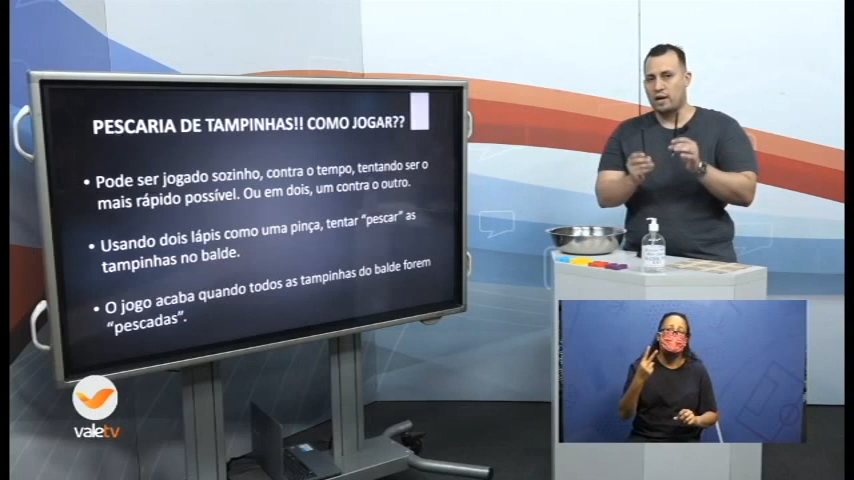 PESCARIA DE TAMPINHAS!! COMO JOGAR??
• Pode ser jogado sozinho, contra o tempo, tentando ser o
mais rápido possível. Ou em dois, um contra o outro.
• Usando dois lápis como uma pinça, tentar “pescar” as
tampinhas no balde.
• O jogo acaba quando todos as tampinhas do balde forem
“pescadas”.
valetv